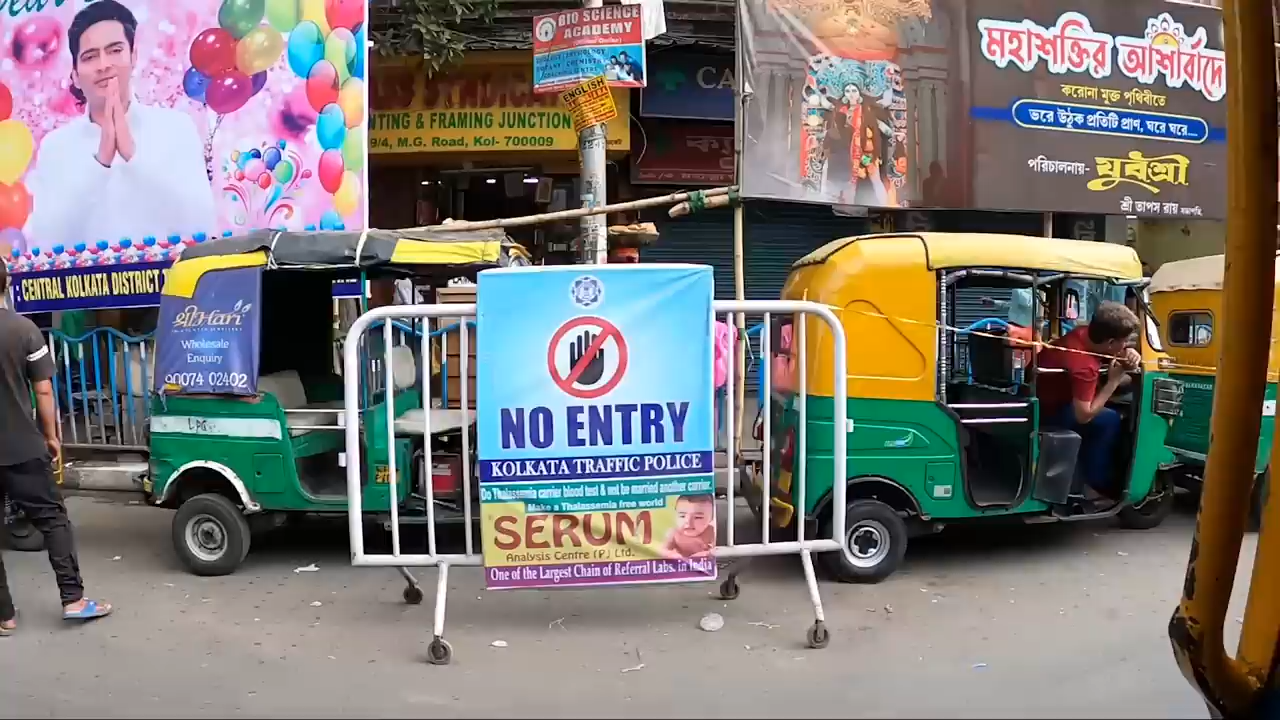 : CENTRAL KOLKATA DISTRICT
श्री Hari
Wholesale
Enquiry
90074 02402
LPG
BIO SCIENCE
ACADEMY
ENGLISH
NTING & FRAMING JUNCTION
9/4, M.G. Road, Kol- 700009
CA
NO ENTRY
KOLKATA TRAFFIC POLICE
Do Thalassemia carrier blood test & not be married another carrier.
Make a Thalassemia free world
SERUM
Analysis Centre (P) Ltd.
One of the Largest Chain of Referral Labs. in India
মহাশক্তির আশীর্বাদে
করোনা মুক্ত পৃথিবীতে
ভরে উঠুক প্রতিটি প্রাণ, ঘরে ঘরে...
পরিচালনায়-
শ্রী তাপস রায়